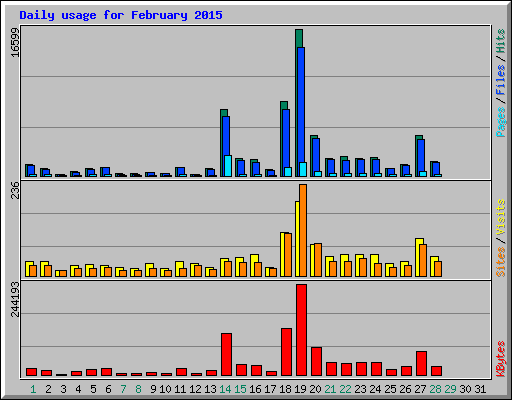 Daily usage for February 2015
16599
Pages / Files / Hits
236
Sites / Visits
244193
KBytes
1 2 3 4 5 6 7 8 9 10 11 12 13 14 15 16 17 18 19 20 21 22 23 24 25 26 27 28 29 30 31